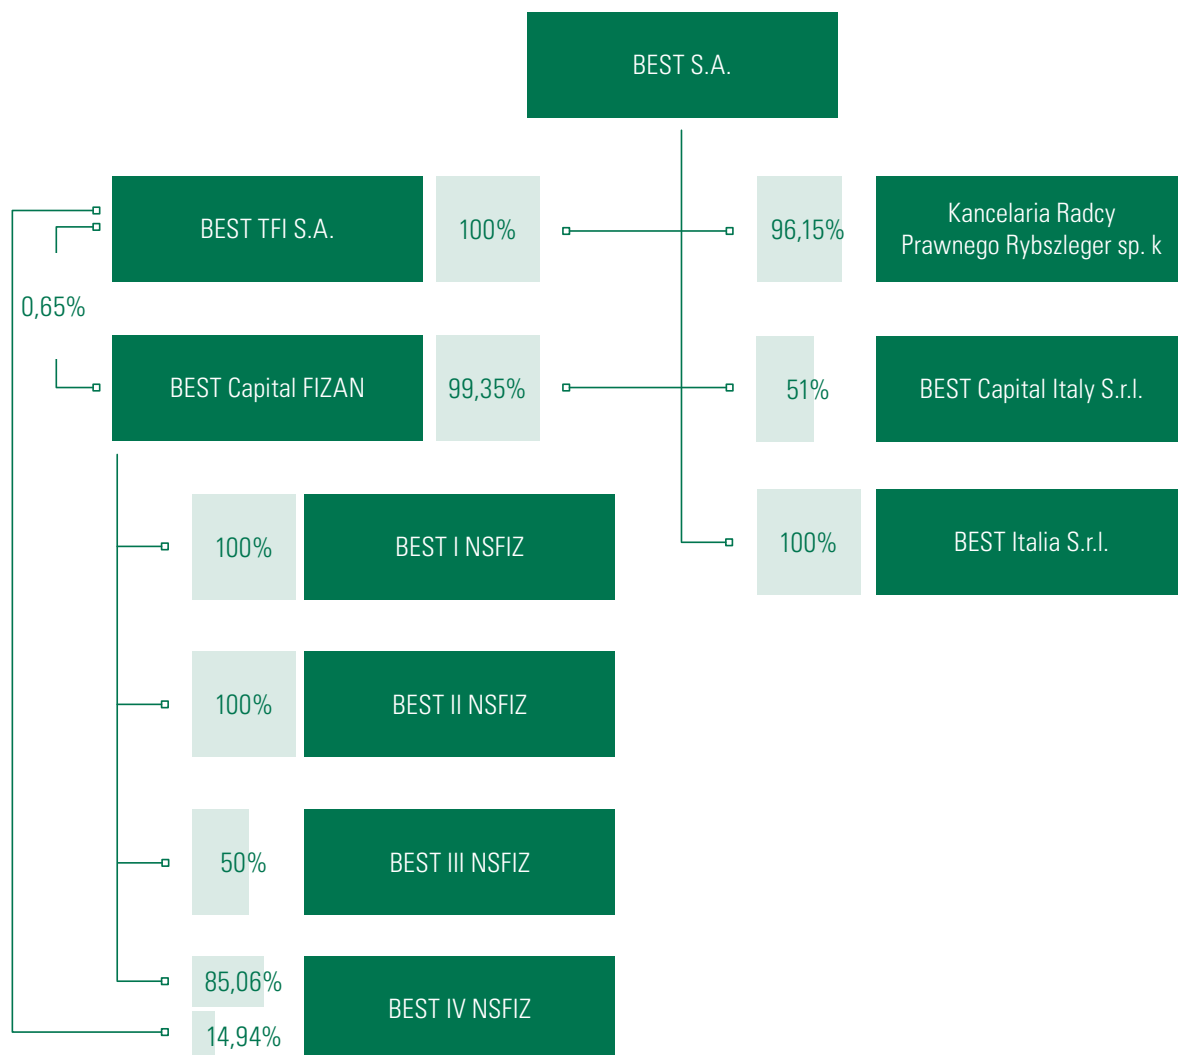 BEST S.A.
BEST TFI S.A.
100%
96,15%
Kancelaria Radcy
Prawnego Rybszleger sp. k
0,65%
BEST Capital FIZAN
99,35%
51%
BEST Capital Italy S.r.l.
100%
BEST I NSFIZ
100%
BEST Italia S.r.l.
100%
BEST II NSFIZ
50%
BEST III NSFIZ
85,06%
BEST IV NSFIZ
14,94%